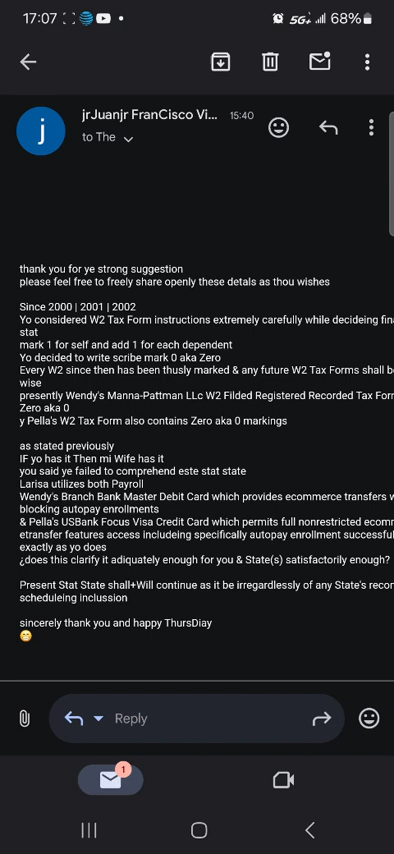 17:07 5G+ 68%
jrJuanjr FranCisco Vi... 15:40
to The
thank you for ye strong suggestion
please feel free to freely share openly these detals as thou wishes
Since 2000 | 2001 | 2002
Yo considered W2 Tax Form instructions extremely carefully while decideing fin
stat
mark 1 for self and add 1 for each dependent
Yo decided to write scribe mark 0 aka Zero
Every W2 since then has been thusly marked & any future W2 Tax Forms shall b
wise
presently Wendy's Manna-Pattman LLc W2 Filded Registered Recorded Tax For
Zero aka 0
y Pella's W2 Tax Form also contains Zero aka 0 markings
as stated previously
IF yo has it Then mi Wife has it
you said ye failed to comprehend este stat state
Larisa utilizes both Payroll
Wendy's Branch Bank Master Debit Card which provides ecommerce transfers w
blocking autopay enrollments
& Pella's USBank Focus Visa Credit Card which permits full nonrestricted ecom
etransfer features access includeing specifically autopay enrollment successful
exactly as yo does
¿does this clarify it adiquately enough for you & State(s) satisfactorily enough?
Present Stat State shall+Will continue as it be irregardlessly of any State's recor
scheduleing inclussion
sincerely thank you and happy ThursDiay
Reply
1